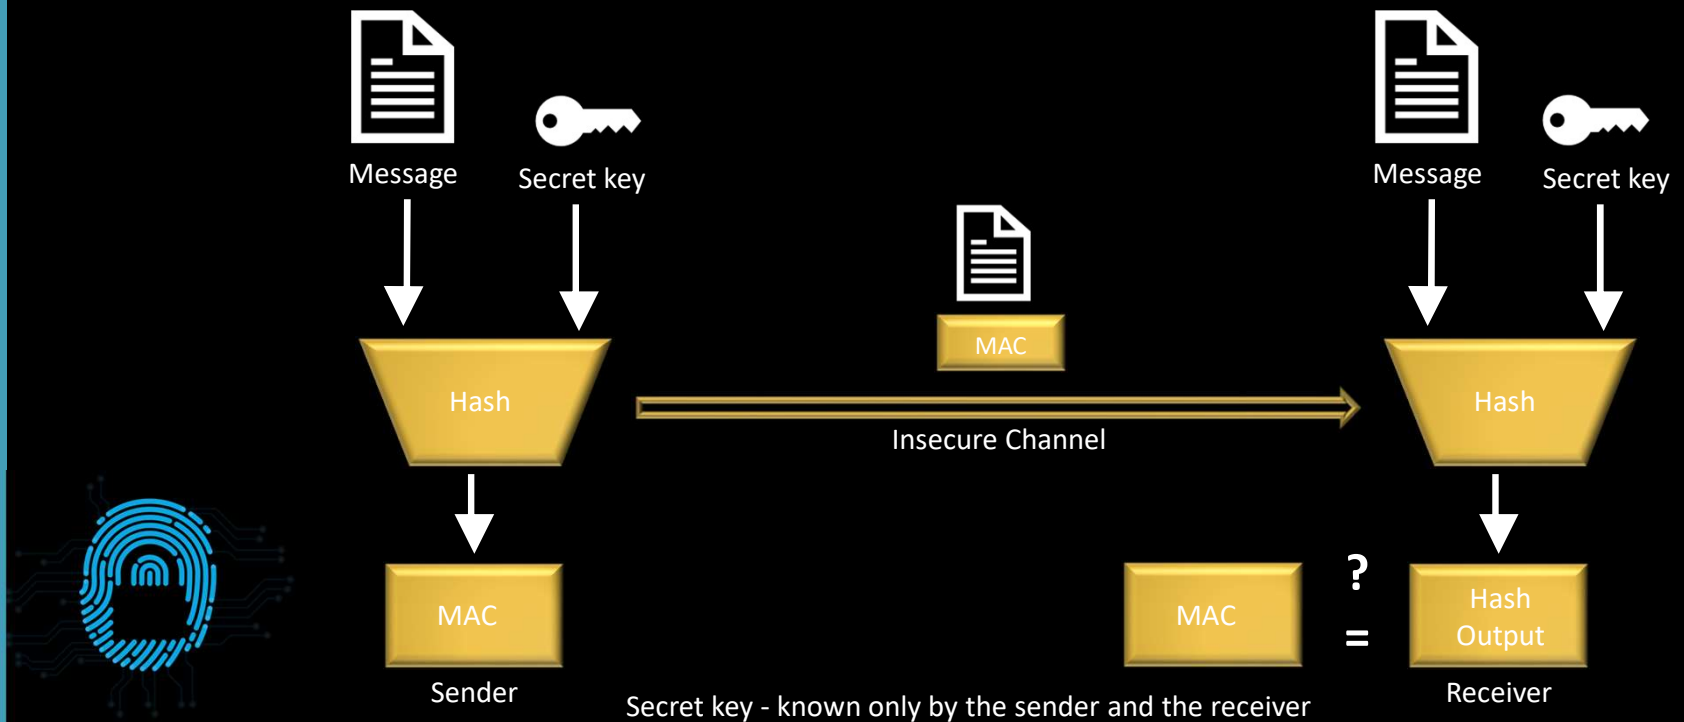 Message
Secret key
Hash
MAC
Sender
MAC
Insecure Channel
Message
Secret key
Hash
MAC
?
=
Hash
Output
Receiver
Secret key - known only by the sender and the receiver